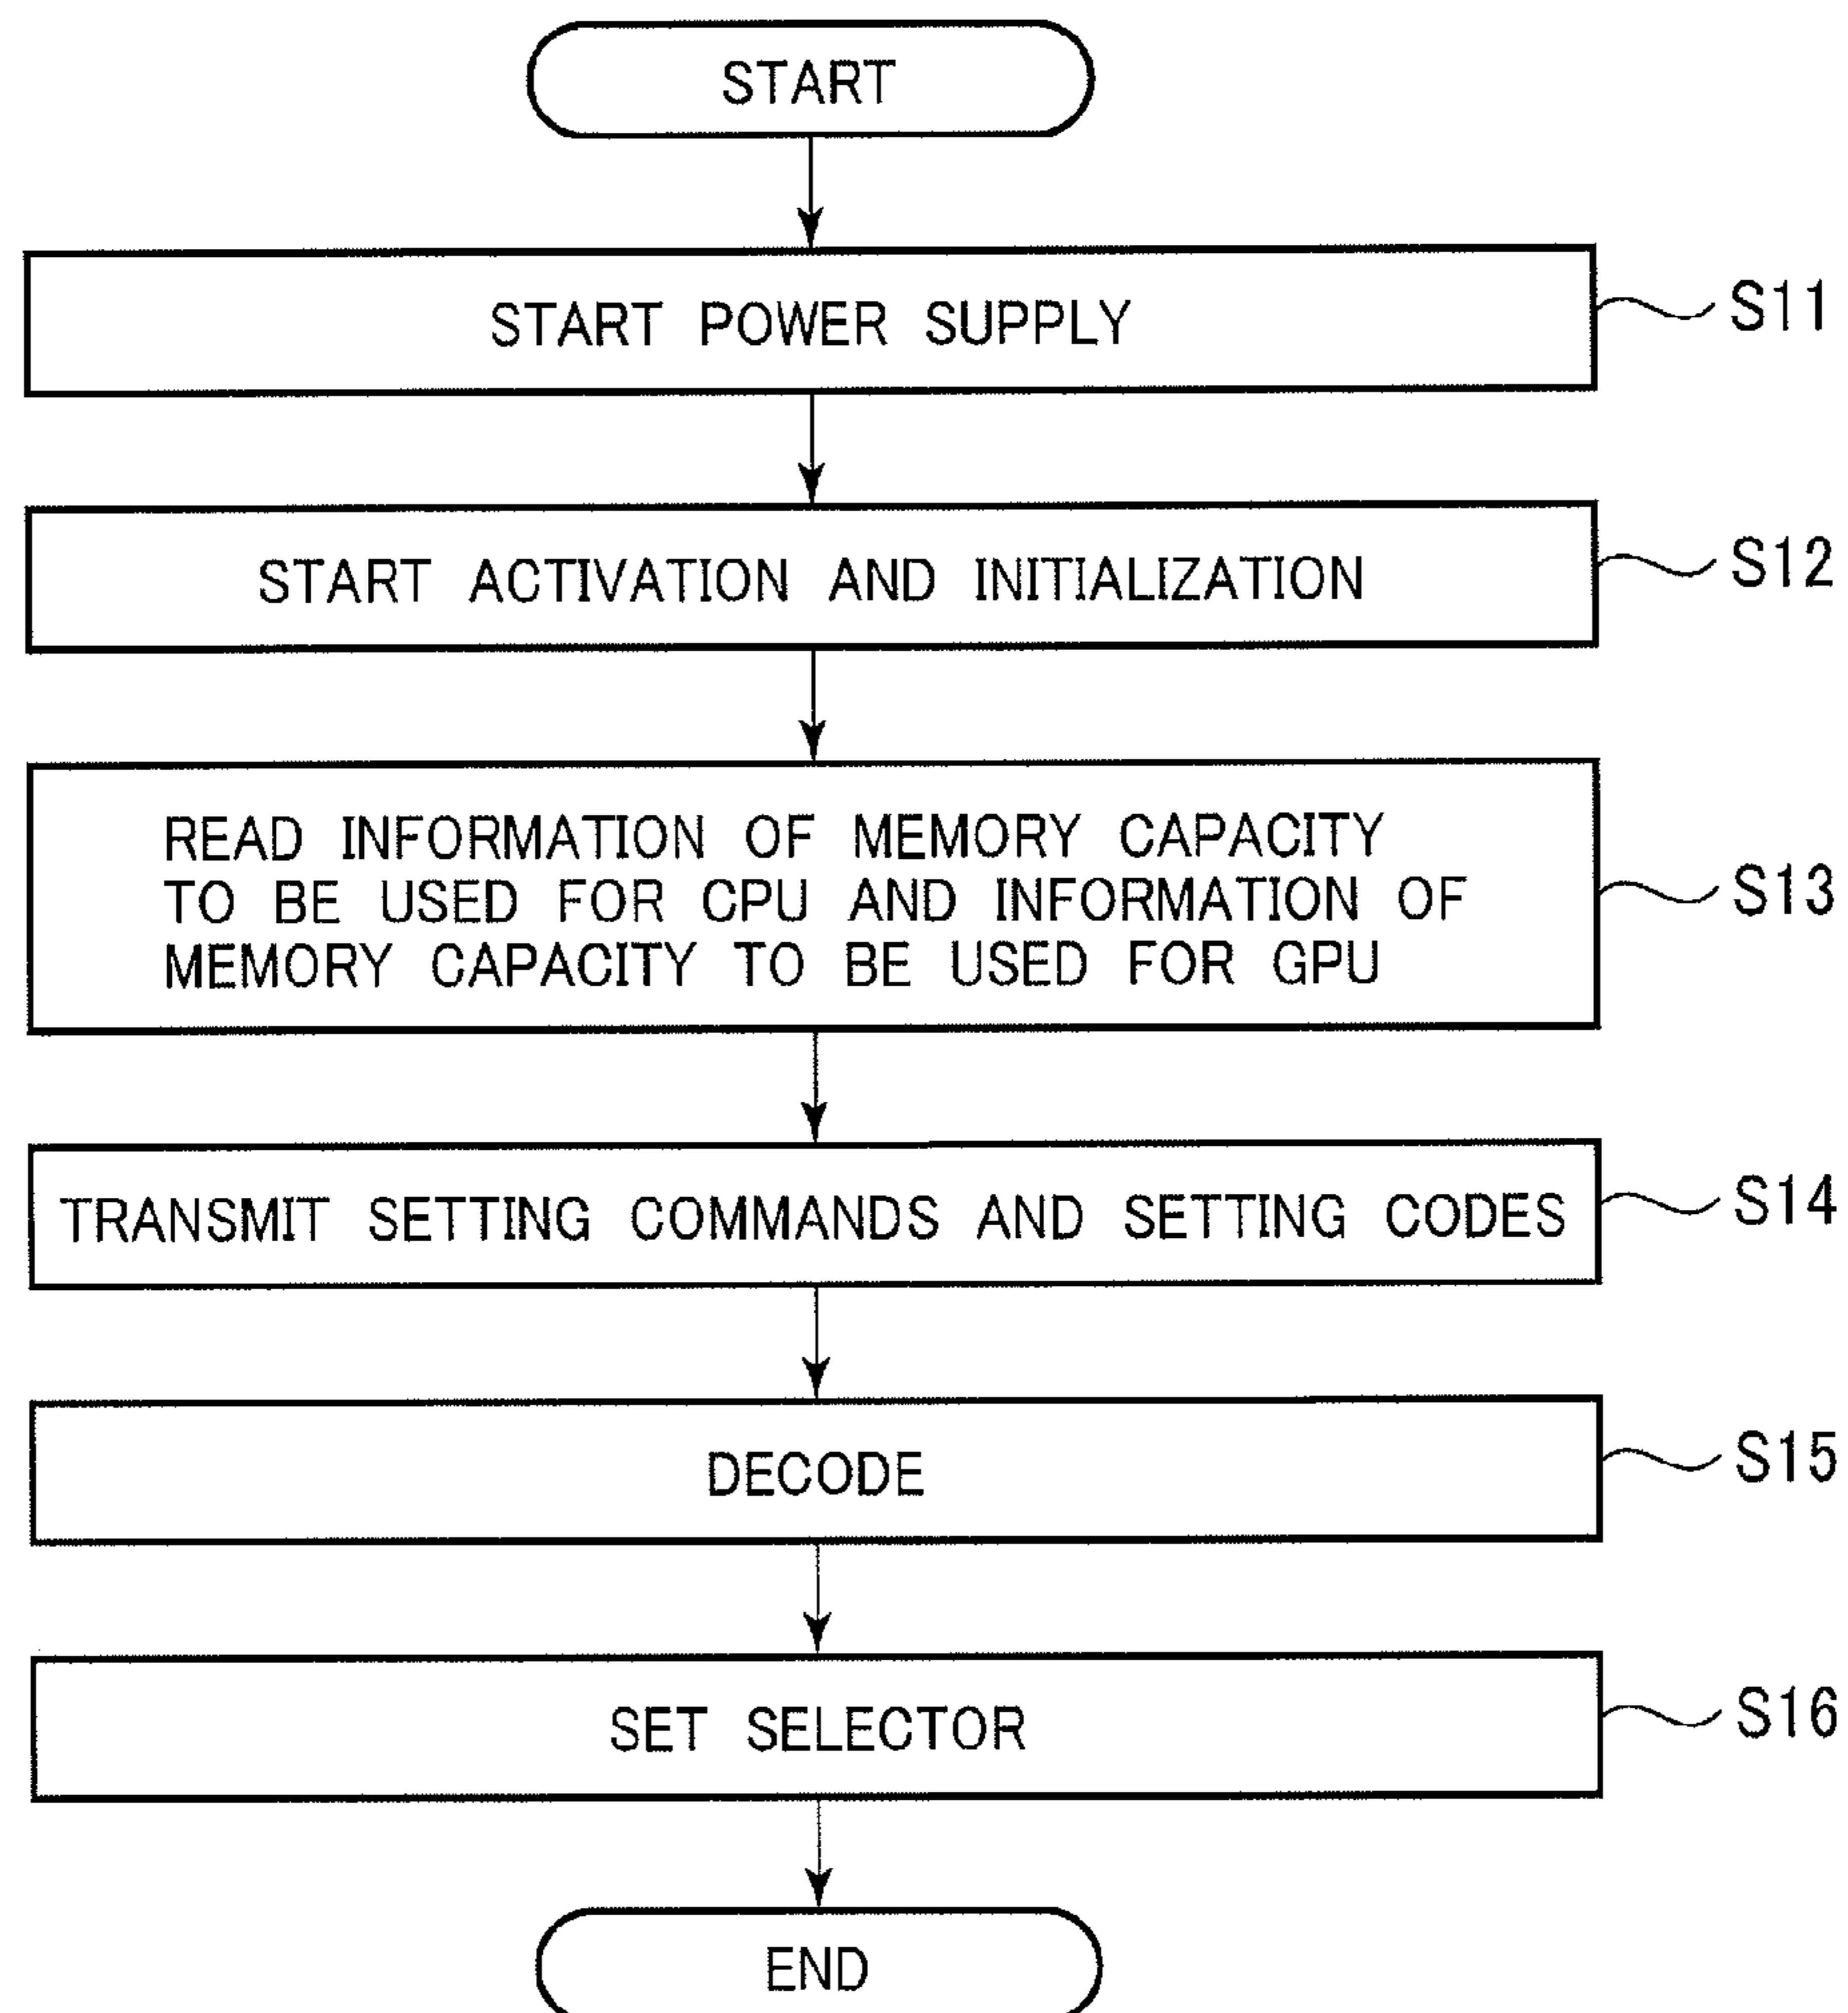 START
START POWER SUPPLY
S11
START ACTIVATION AND INITIALIZATION
S12
READ INFORMATION OF MEMORY CAPACITY
TO BE USED FOR CPU AND INFORMATION OF
MEMORY CAPACITY TO BE USED FOR GPU
S13
TRANSMIT SETTING COMMANDS AND SETTING CODES
S14
DECODE
S15
SET SELECTOR
S16
END